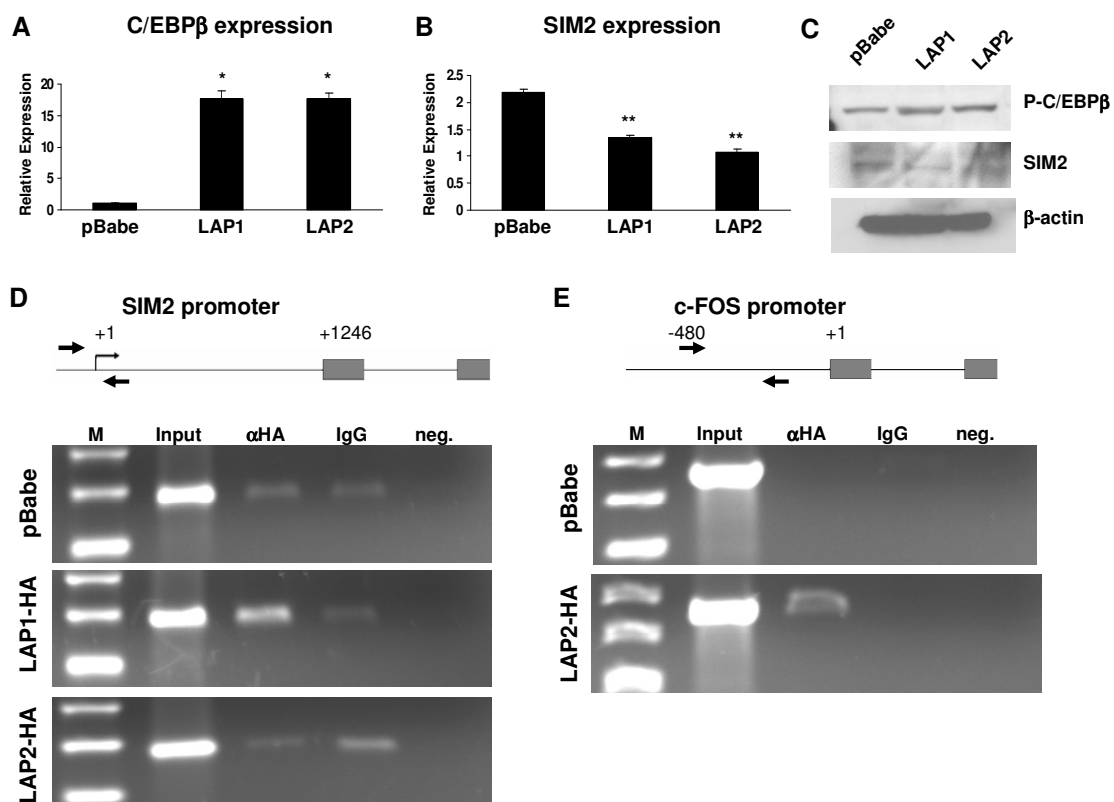 A
C/EBPβ expression
Relative Expression
20
15
10
5
0
*
*
pBabe
LAP1
LAP2
B
SIM2 expression
Relative Expression
2.5
2
1.5
1
0.5
0
**
**
pBabe
LAP1
LAP2
C
pBabe
LAP1
LAP2
P-C/EBPβ
SIM2
β-actin
D
SIM2 promoter
+1
+1246
M Input αHA IgG neg.
pBabe
LAP1-HA
LAP2-HA
E
c-FOS promoter
-480
+1
M Input αHA IgG neg.
pBabe
LAP2-HA